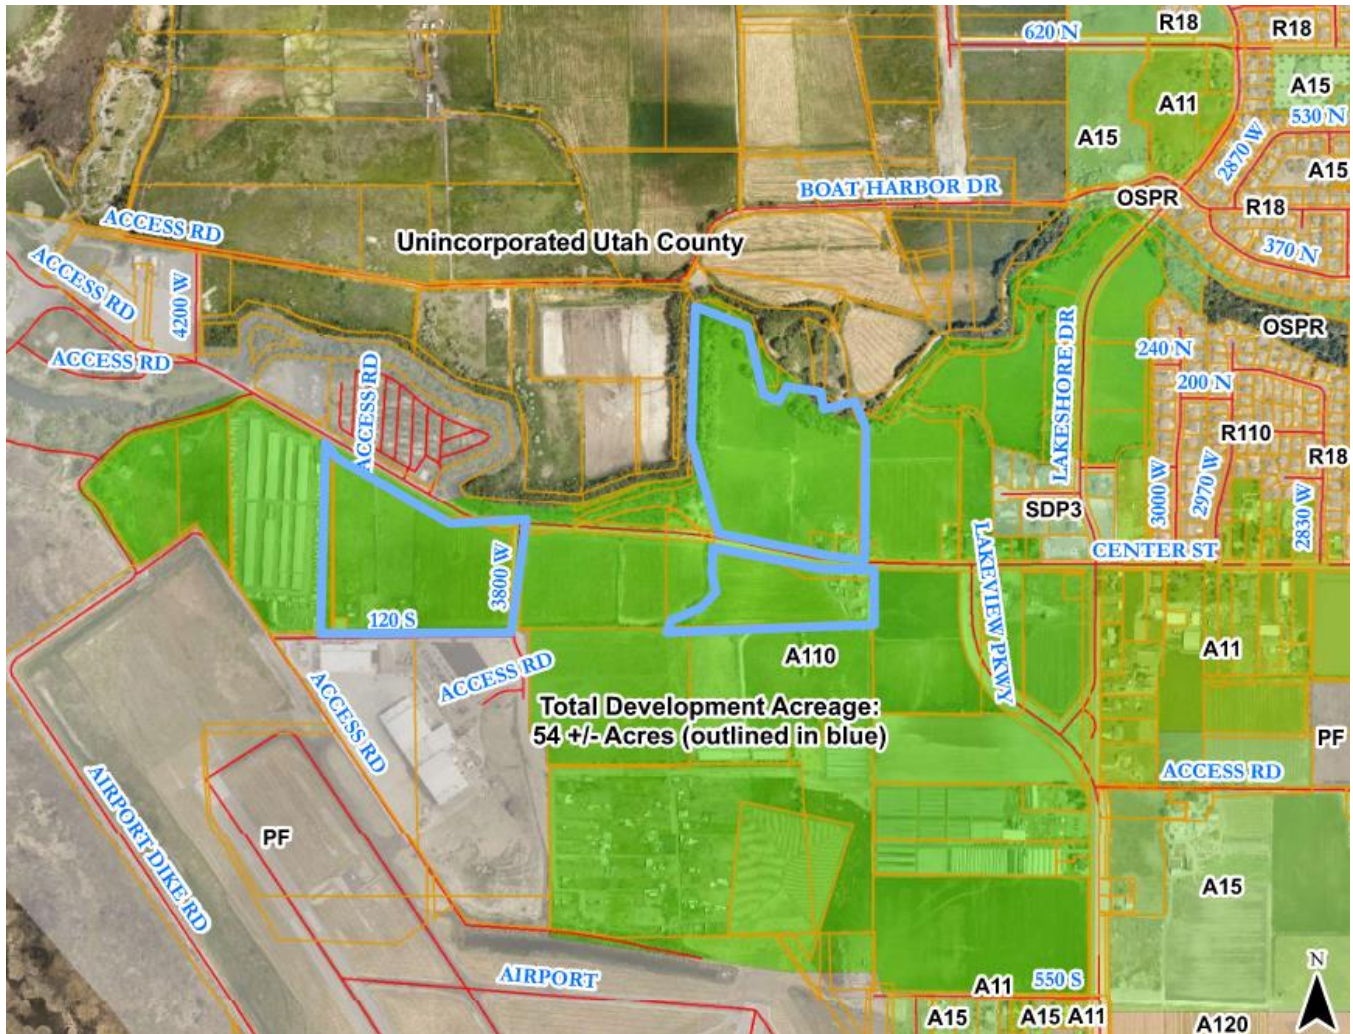 620 N
R18
R18
A15
A11
530 N
A15
2870 W
A15
BOAT HARBOR DR
OSPR
R18
ACCESS RD
Unincorporated Utah County
370 N
ACCESS RD
4200 W
OSPR
ACCESS RD
240 N
LAKESHORE DR
200 N
ACCESS RD
R110
R18
3000 W
2970 W
2830 W
SDP3
CENTER ST
3800 W
LAKEVIEW PKWY
120 S
A110
A11
ACCESS RD
ACCESS RD
Total Development Acreage:
54 +/- Acres (outlined in blue)
PF
ACCESS RD
AIRPORT DIKE RD
PF
A15
AIRPORT
A11
550 S
N
A15
A15
A11
A120